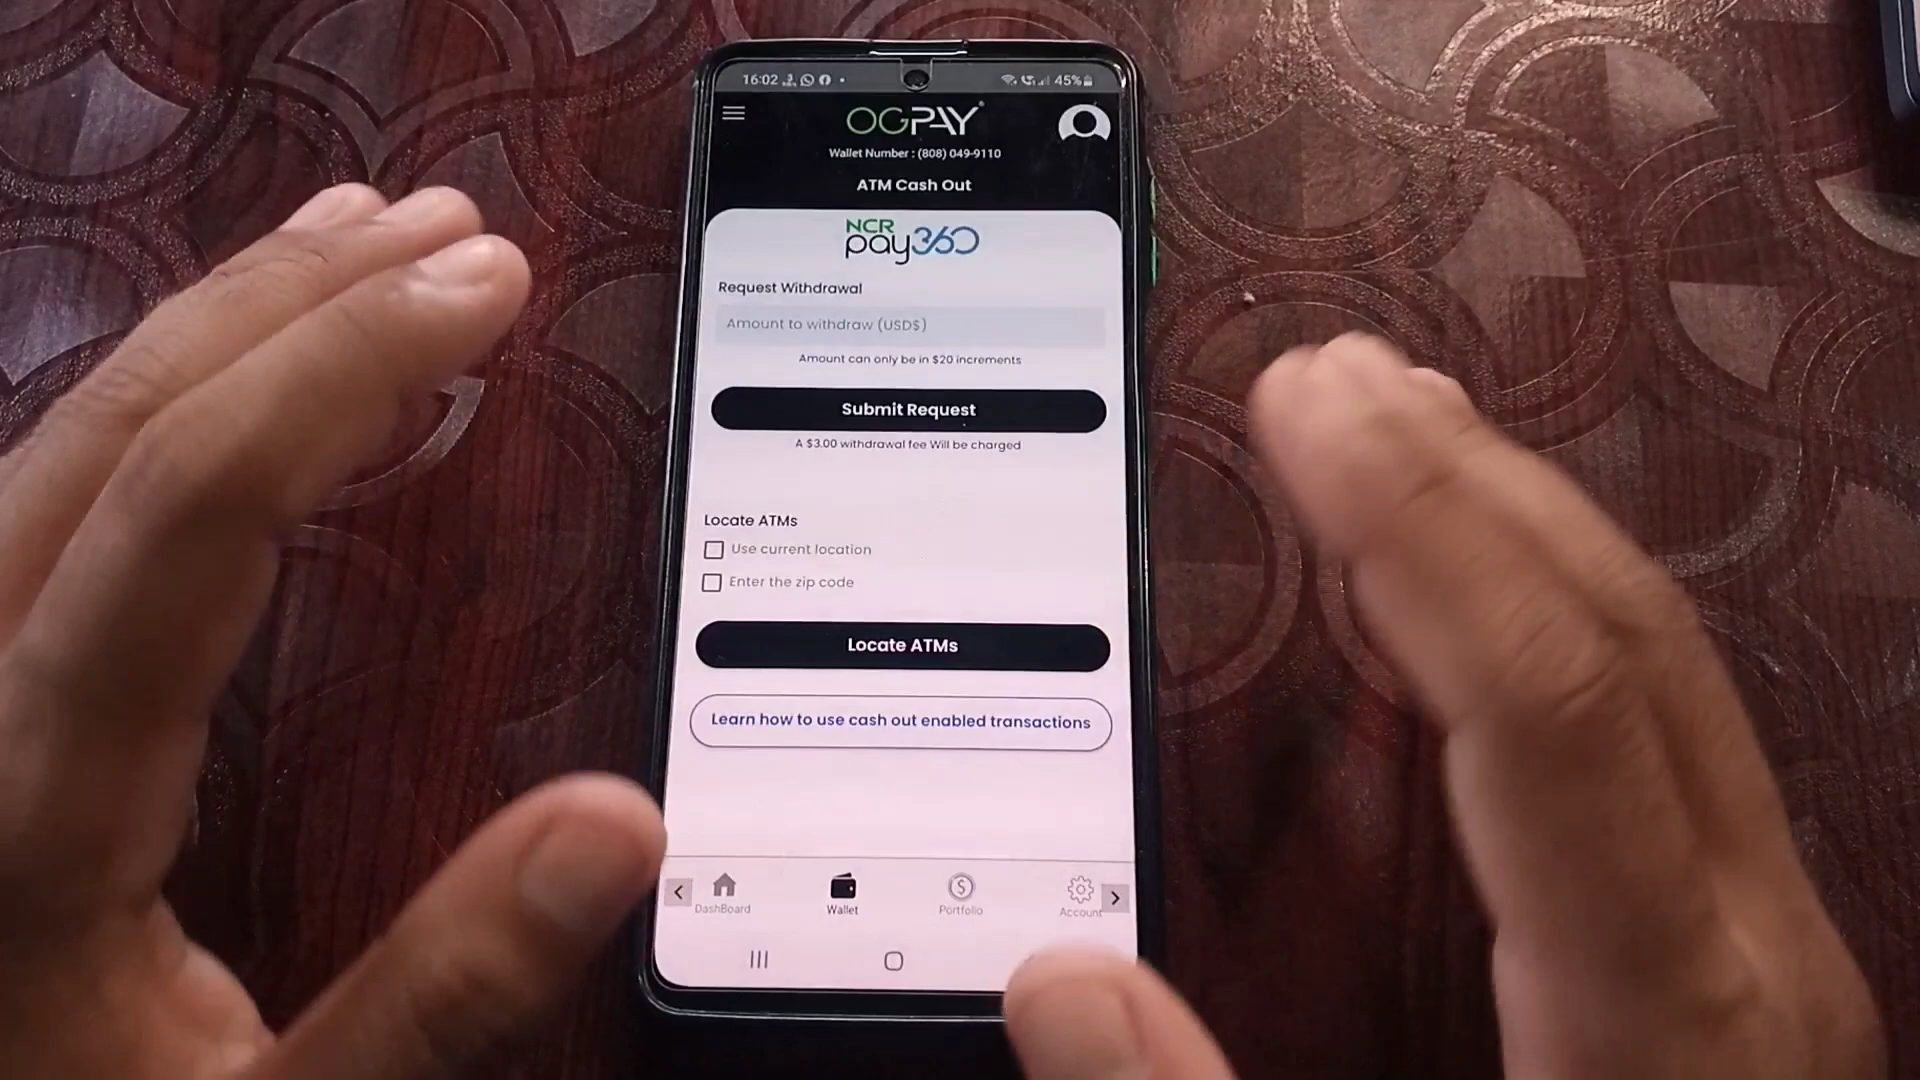 16:02
45%
OGPAY
Wallet Number : (808) 049-9110
ATM Cash Out
NCR
pay360
Request Withdrawal
Amount to withdraw (USD$)
Amount can only be in $20 increments
Submit Request
A $3.00 withdrawal fee Will be charged
Locate ATMs
Use current location
Enter the zip code
Locate ATMs
Learn how to use cash out enabled transactions
DashBoard
Wallet
Portfolio
Account